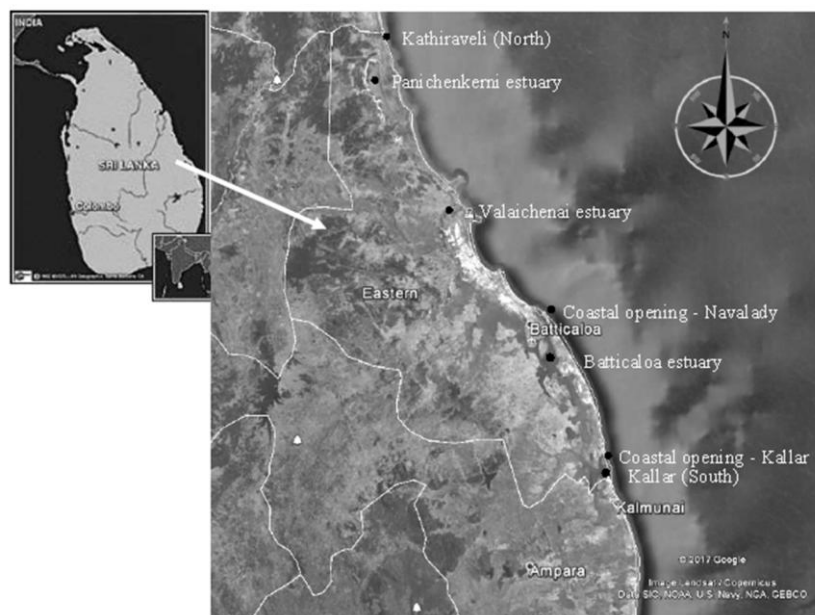 INDIA
SRI LANKA
Colombo
N
Kathiraveli (North)
Panichenkerni estuary
Valaichenai estuary
Eastern
Coastal opening - Navalady
Batticaloa
Batticaloa estuary
Coastal opening - Kallar
Kallar (South)
Kalmunai
Ampara
© 2017 Google
Image Landsat / Copernicus
Data SIO, NOAA, U.S. Navy, NGA, GEBCO